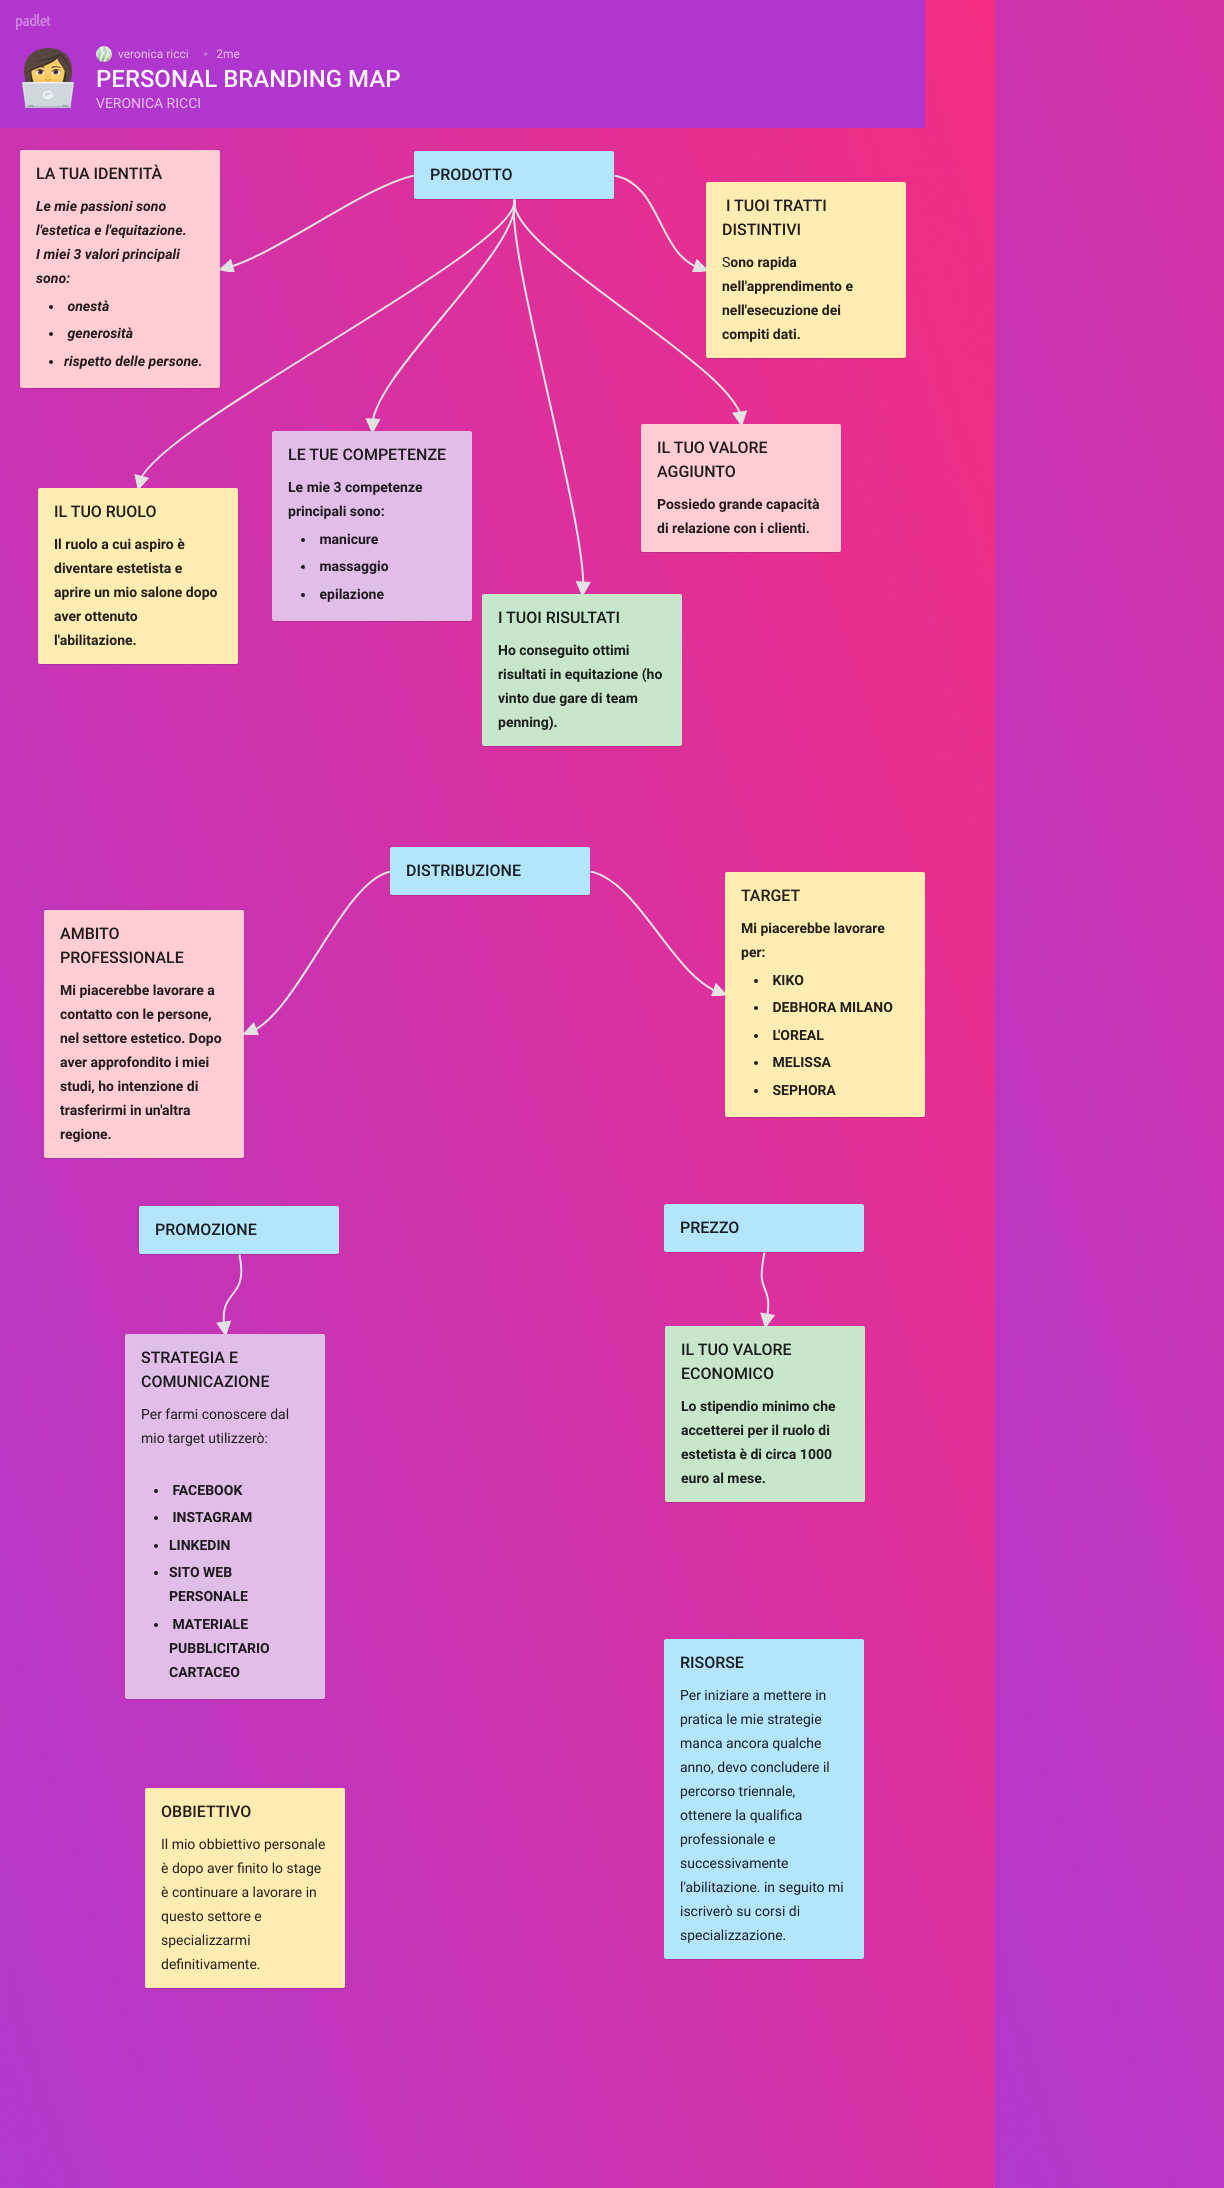 padlet
veronica ricci • 2me
PERSONAL BRANDING MAP
VERONICA RICCI
LA TUA IDENTITÀ
Le mie passioni sono
l'estetica e l'equitazione.
I miei 3 valori principali
sono:
• onestà
• generosità
• rispetto delle persone.
PRODOTTO
I TUOI TRATTI
DISTINTIVI
Sono rapida
nell'apprendimento e
nell'esecuzione dei
compiti dati.
IL TUO RUOLO
Il ruolo a cui aspiro è
diventare estetista e
aprire un mio salone dopo
aver ottenuto
l'abilitazione.
LE TUE COMPETENZE
Le mie 3 competenze
principali sono:
• manicure
• massaggio
• epilazione
IL TUO VALORE
AGGIUNTO
Possiedo grande capacità
di relazione con i clienti.
I TUOI RISULTATI
Ho conseguito ottimi
risultati in equitazione (ho
vinto due gare di team
penning).
DISTRIBUZIONE
AMBITO
PROFESSIONALE
Mi piacerebbe lavorare a
contatto con le persone,
nel settore estetico. Dopo
aver approfondito i miei
studi, ho intenzione di
trasferirmi in un'altra
regione.
TARGET
Mi piacerebbe lavorare
per:
• KIKO
• DEBHORA MILANO
• L'OREAL
• MELISSA
• SEPHORA
PROMOZIONE
STRATEGIA E
COMUNICAZIONE
Per farmi conoscere dal
mio target utilizzerò:
• FACEBOOK
• INSTAGRAM
• LINKEDIN
• SITO WEB
PERSONALE
• MATERIALE
PUBBLICITARIO
CARTACEO
PREZZO
IL TUO VALORE
ECONOMICO
Lo stipendio minimo che
accetterei per il ruolo di
estetista è di circa 1000
euro al mese.
OBBIETTIVO
Il mio obbiettivo personale
è dopo aver finito lo stage
è continuare a lavorare in
questo settore e
specializzarmi
definitivamente.
RISORSE
Per iniziare a mettere in
pratica le mie strategie
manca ancora qualche
anno, devo concludere il
percorso triennale,
ottenere la qualifica
professionale e
successivamente
l'abilitazione. in seguito mi
iscriverò su corsi di
specializzazione.